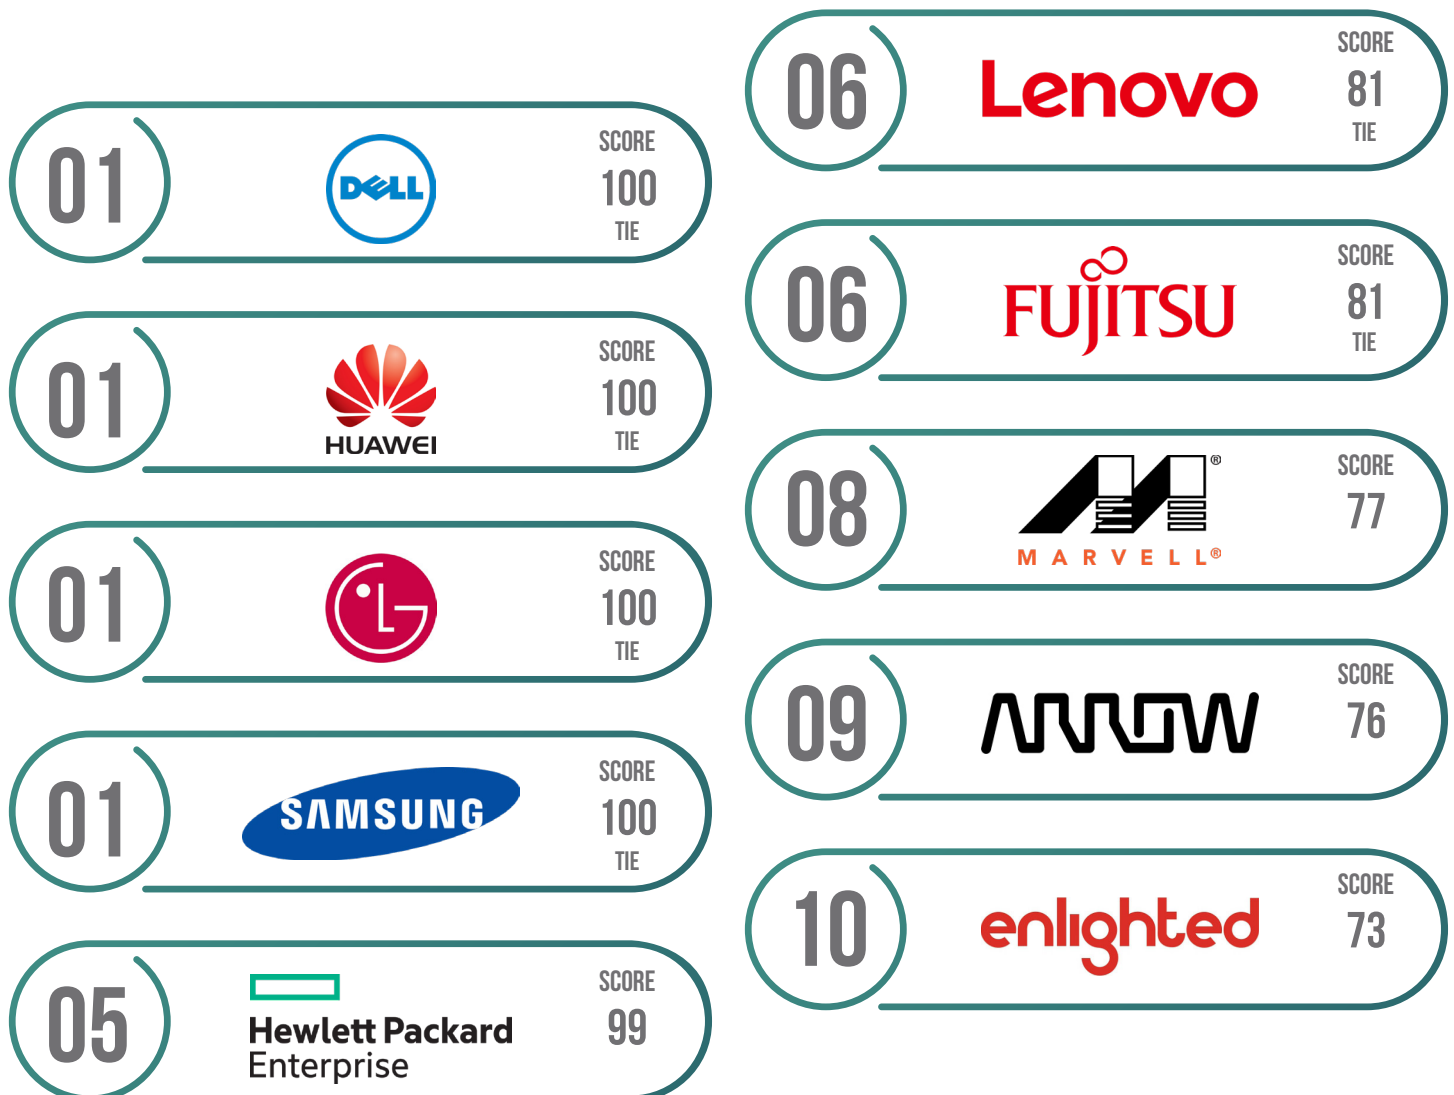 01
DELL
SCORE
100
TIE
01
HUAWEI
SCORE
100
TIE
01
LG
SCORE
100
TIE
01
SAMSUNG
SCORE
100
TIE
05
Hewlett Packard
Enterprise
SCORE
99
06
Lenovo
SCORE
81
TIE
06
FUJITSU
SCORE
81
TIE
08
®
MARVELL®
SCORE
77
09
ARROW
SCORE
76
10
enlighted
SCORE
73